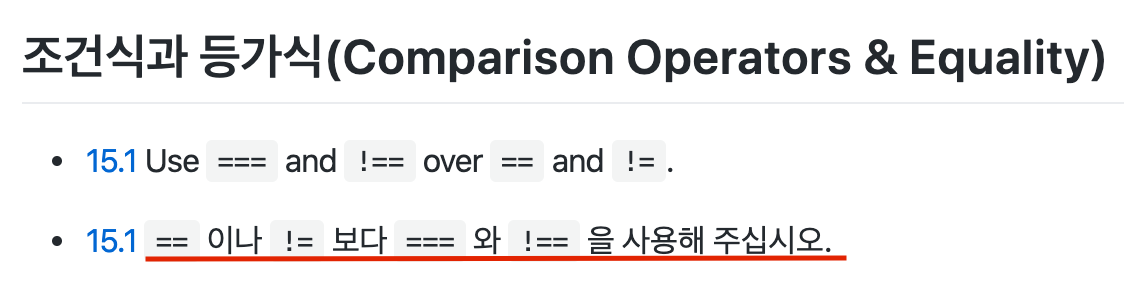 조건식과 등가식(Comparison Operators & Equality)
• 15.1 Use === and !== over == and !=.
• 15.1 == 이나 != 보다 === 와 !== 을 사용해 주십시오.